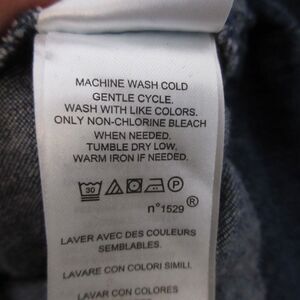 MACHINE WASH COLD
GENTLE CYCLE.
WASH WITH LIKE COLORS.
ONLY NON-CHLORINE BLEACH
WHEN NEEDED.
TUMBLE DRY LOW.
WARM IRON IF NEEDED.
30 P
n°1529®
LAVER AVEC DES COULEURS
SEMBLABLES.
LAVARE CON COLORI SIMILI.
LAVAR CON